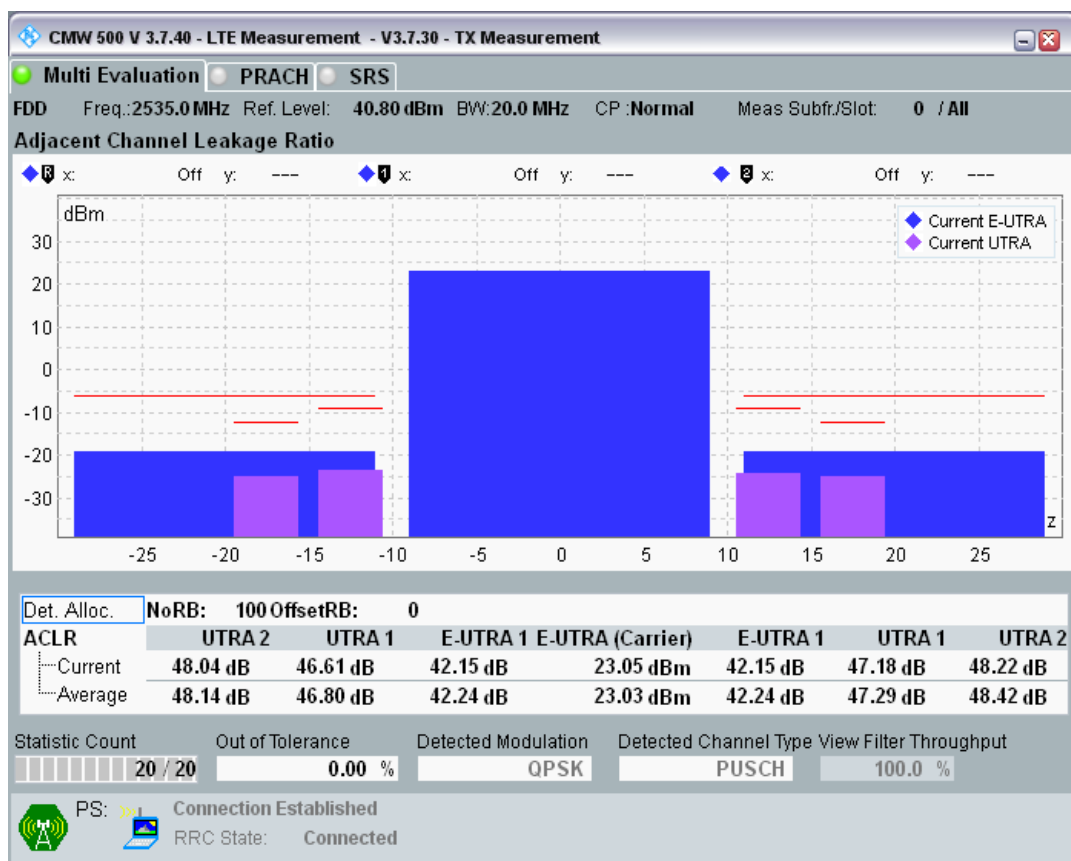 CMW 500 V 3.7.40 - LTE Measurement - V3.7.30 - TX Measurement
Multi Evaluation PRACH SRS
FDD Freq.:2535.0 MHz Ref. Level: 40.80 dBm BW:20.0 MHz CP :Normal Meas Subfr./Slot: 0 / All
Adjacent Channel Leakage Ratio
R x: Off y: --- 1 x: Off y: --- 2 x: Off y: ---
dBm
Current E-UTRA
Current UTRA
30
20
10
0
-10
-20
-30
z
-25 -20 -15 -10 -5 0 5 10 15 20 25
Det. Alloc. NoRB: 100 OffsetRB: 0
ACLR UTRA 2 UTRA 1 E-UTRA 1 E-UTRA (Carrier) E-UTRA 1 UTRA 1 UTRA 2
Current 48.04 dB 46.61 dB 42.15 dB 23.05 dBm 42.15 dB 47.18 dB 48.22 dB
Average 48.14 dB 46.80 dB 42.24 dB 23.03 dBm 42.24 dB 47.29 dB 48.42 dB
Statistic Count Out of Tolerance Detected Modulation Detected Channel Type View Filter Throughput
20 / 20 0.00 % QPSK PUSCH 100.0 %
PS: Connection Established
RRC State: Connected